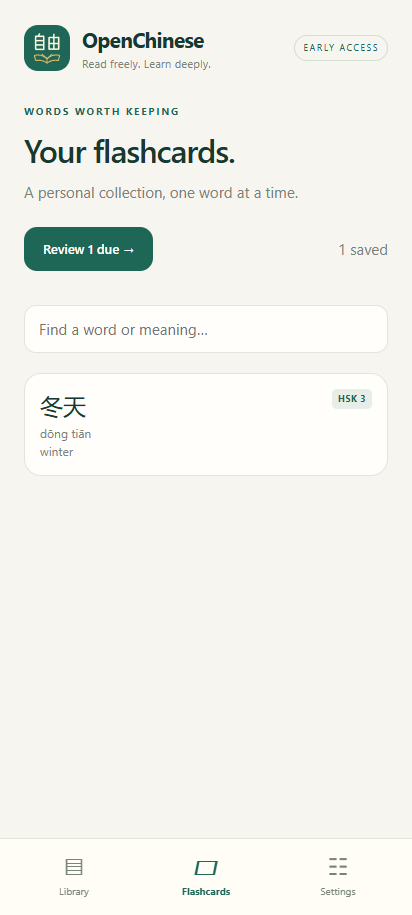 自由
OpenChinese
Read freely. Learn deeply.
EARLY ACCESS
WORDS WORTH KEEPING
Your flashcards.
A personal collection, one word at a time.
Review 1 due →
1 saved
Find a word or meaning...
冬天
HSK 3
dōng tiān
winter
Library
Flashcards
Settings